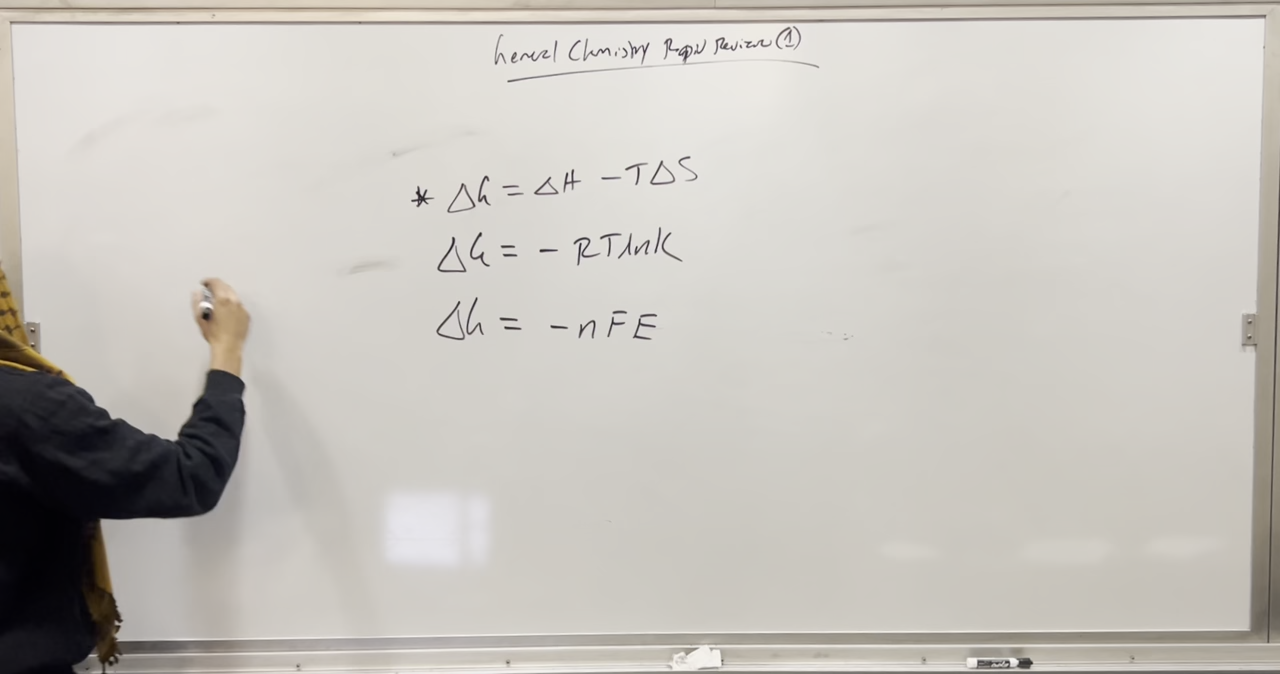 General Chemistry Rapid Review (1)
* ΔG = ΔH - TΔS
ΔG = - RTlnK
ΔG = -nFE